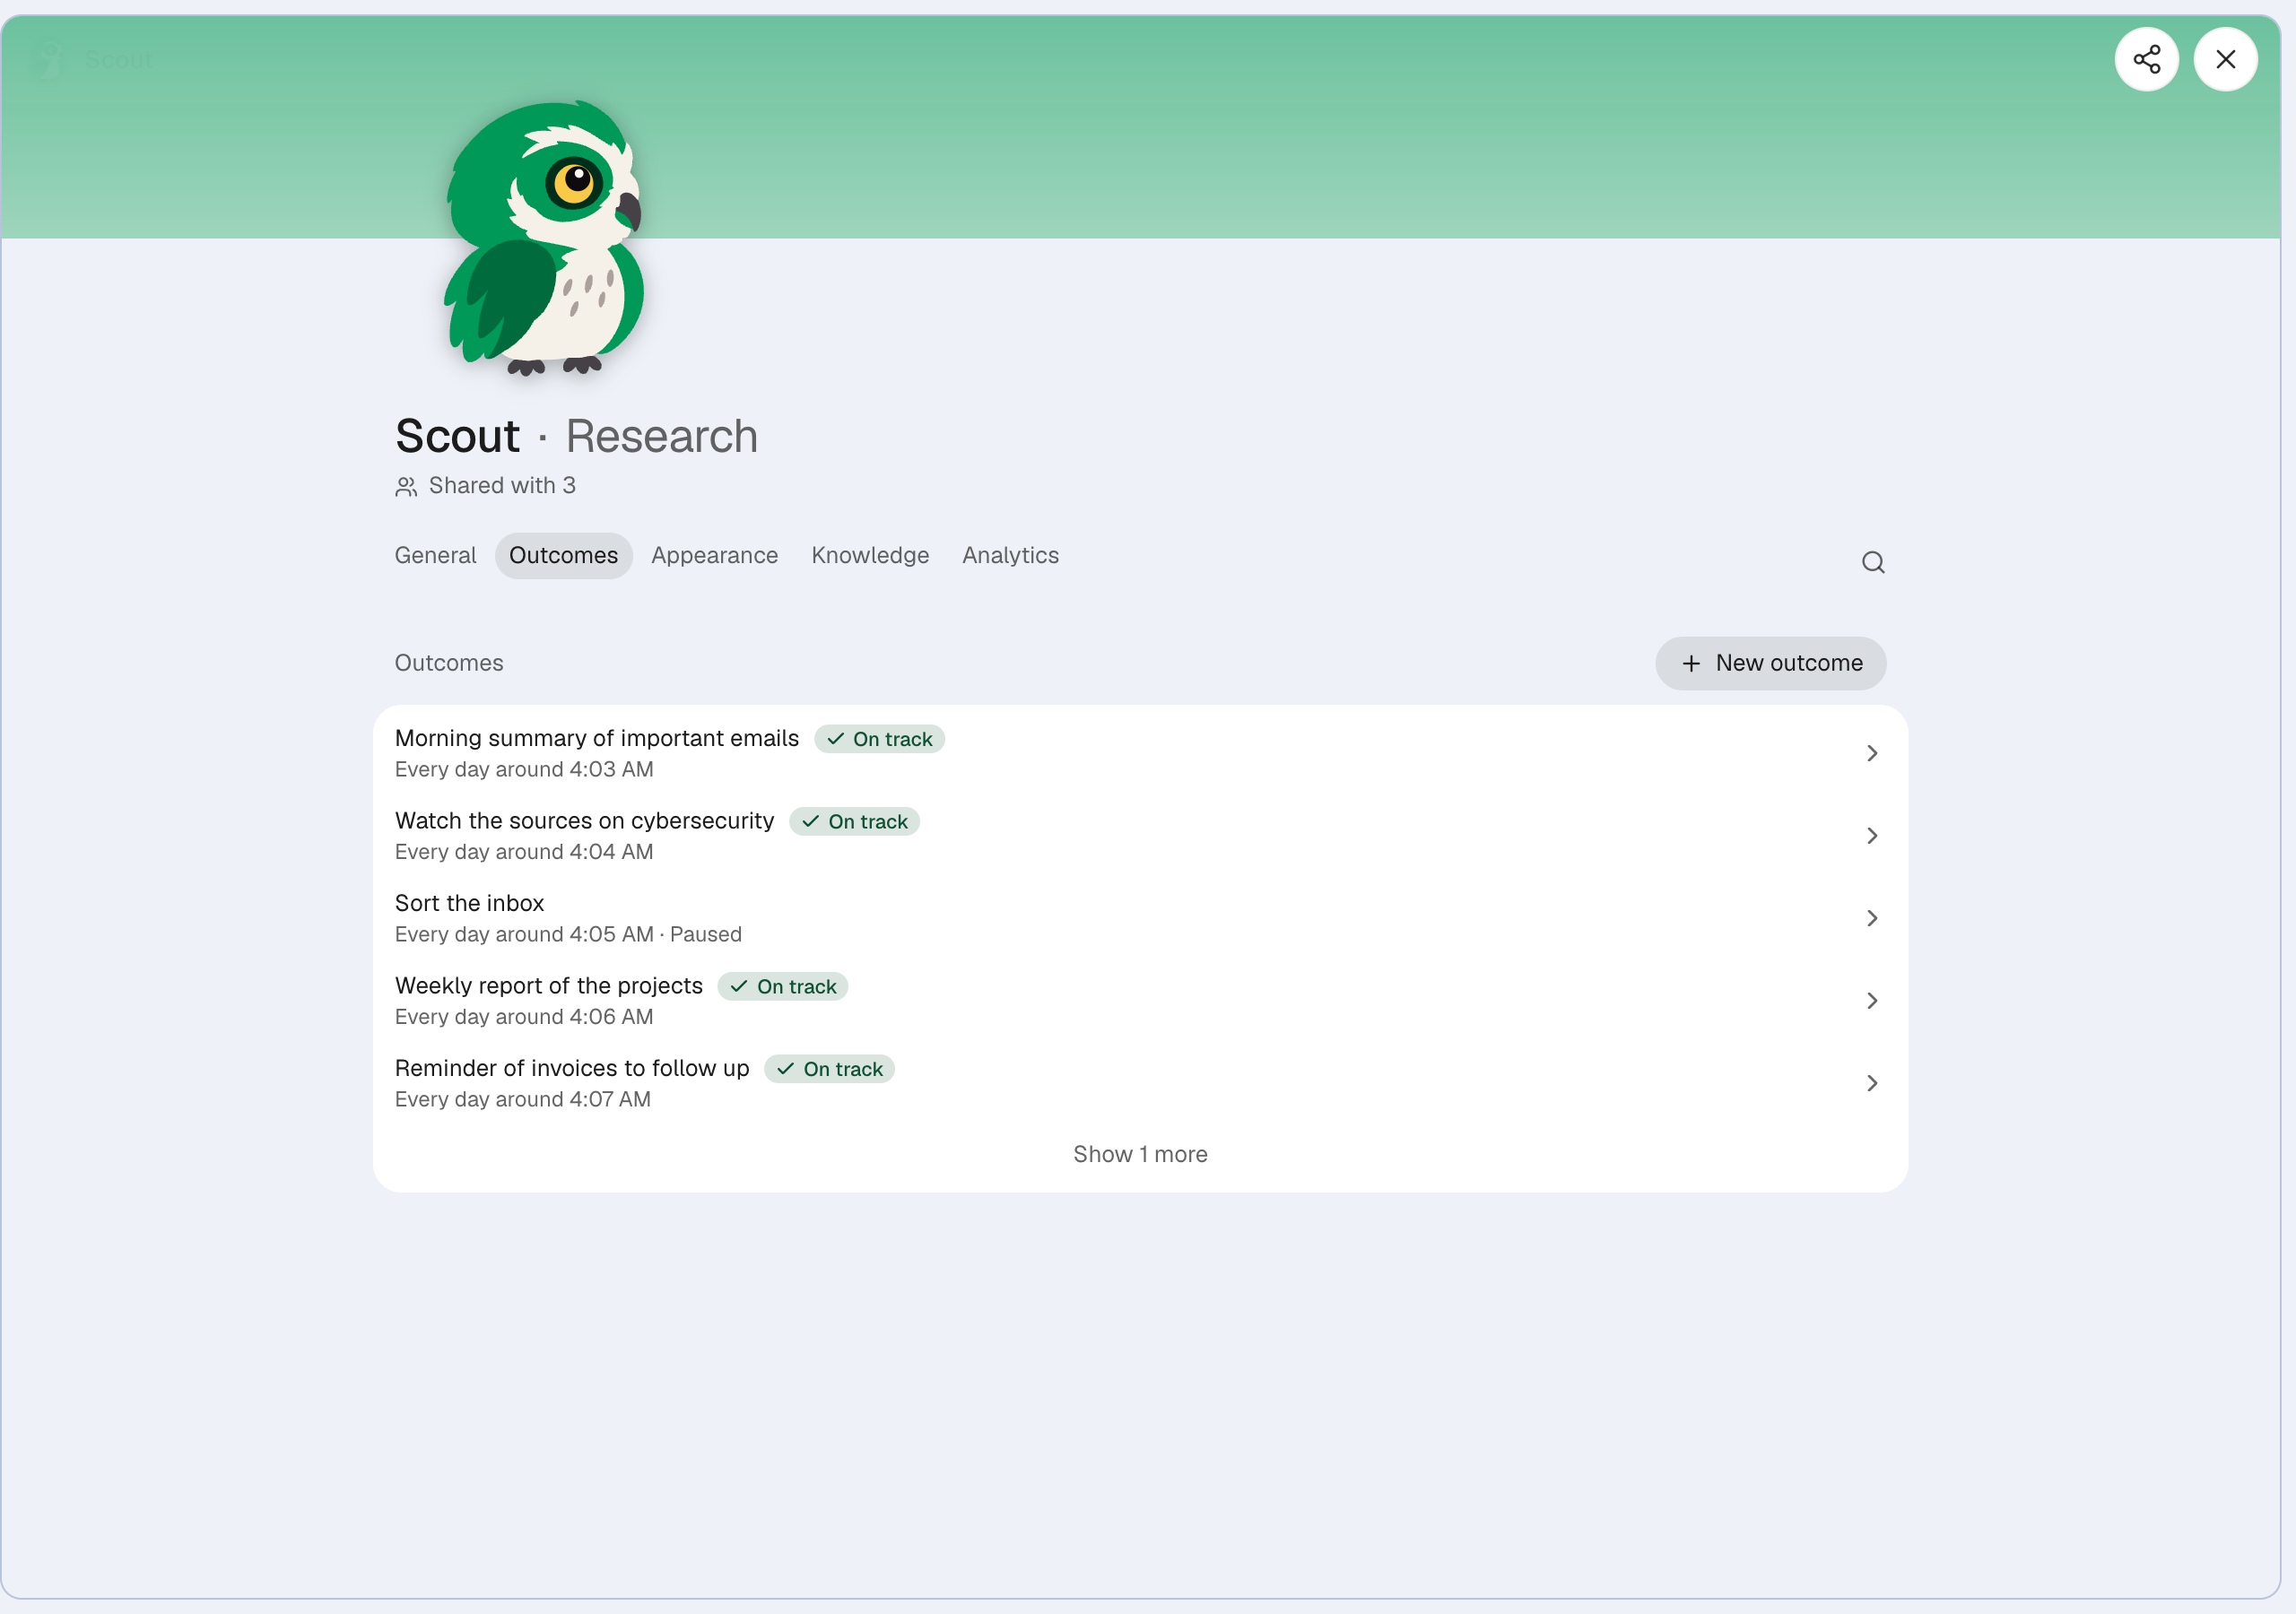 Scout
Scout · Research
Shared with 3
General Outcomes Appearance Knowledge Analytics
Outcomes
New outcome
Morning summary of important emails On track
Every day around 4:03 AM
Watch the sources on cybersecurity On track
Every day around 4:04 AM
Sort the inbox
Every day around 4:05 AM · Paused
Weekly report of the projects On track
Every day around 4:06 AM
Reminder of invoices to follow up On track
Every day around 4:07 AM
Show 1 more